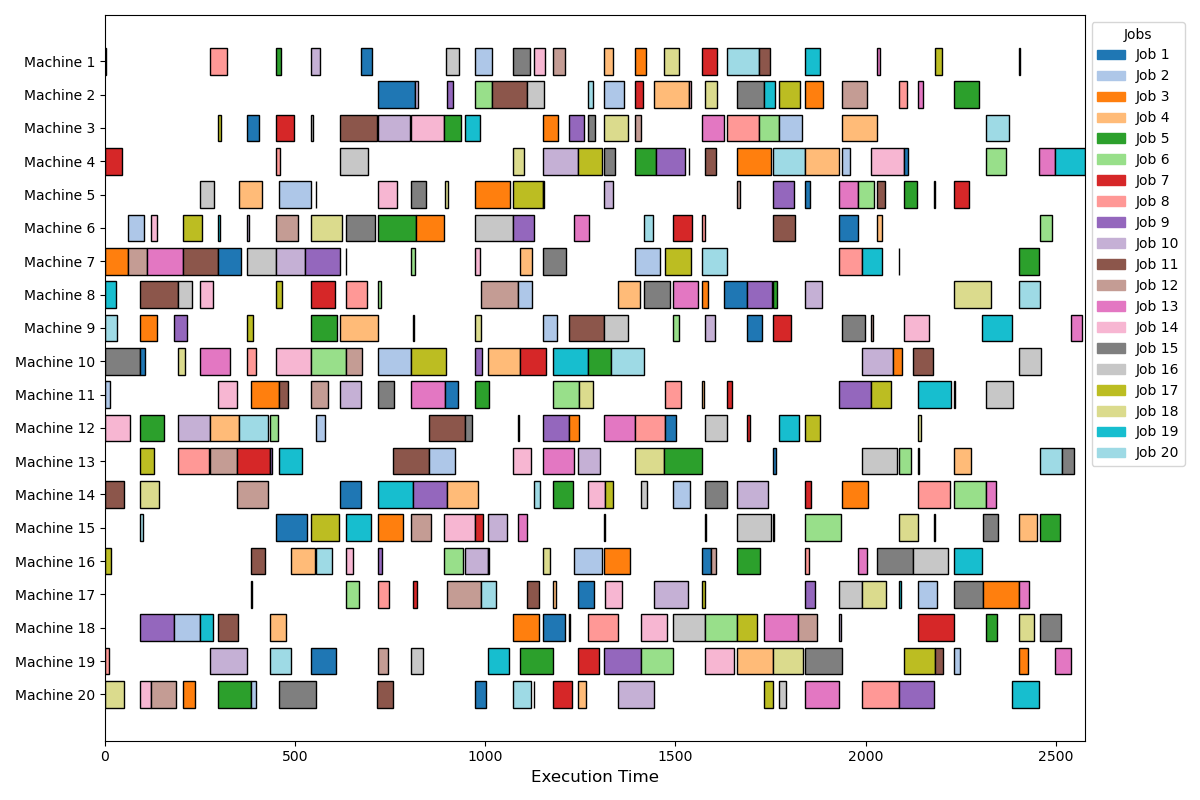 Machine 1
Machine 2
Machine 3
Machine 4
Machine 5
Machine 6
Machine 7
Machine 8
Machine 9
Machine 10
Machine 11
Machine 12
Machine 13
Machine 14
Machine 15
Machine 16
Machine 17
Machine 18
Machine 19
Machine 20
0 500 1000 1500 2000 2500
Execution Time
Jobs
Job 1
Job 2
Job 3
Job 4
Job 5
Job 6
Job 7
Job 8
Job 9
Job 10
Job 11
Job 12
Job 13
Job 14
Job 15
Job 16
Job 17
Job 18
Job 19
Job 20